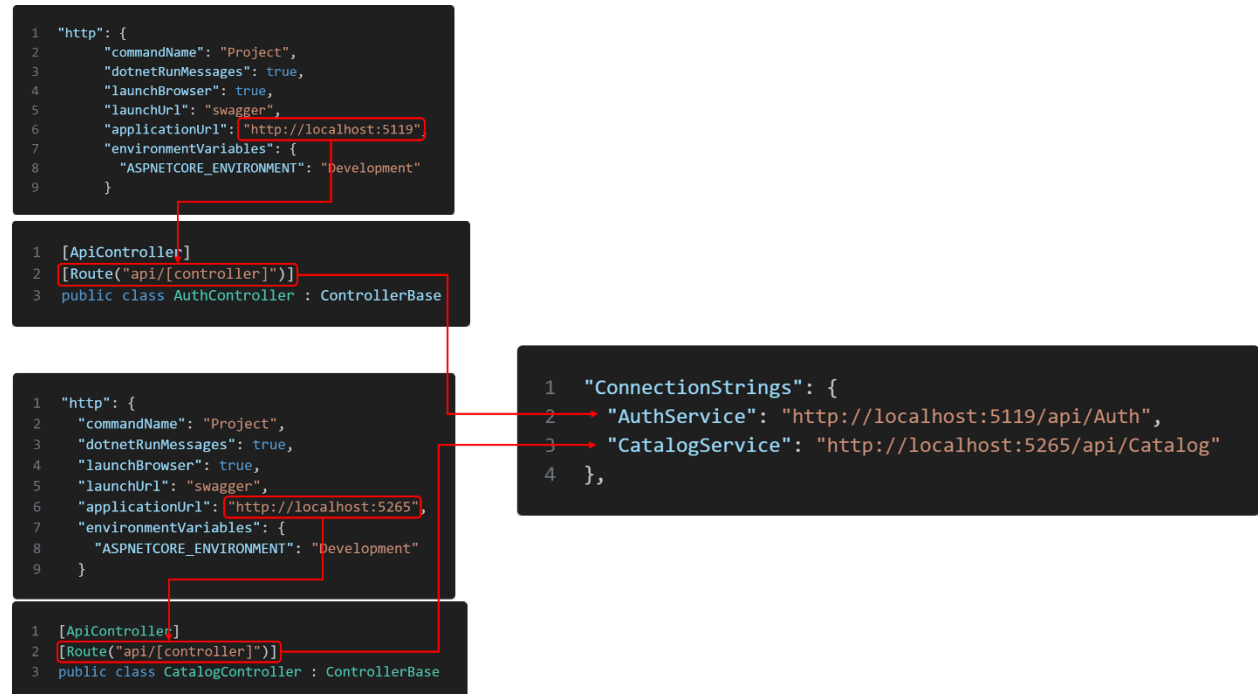 1 "http": {
2 "commandName": "Project",
3 "dotnetRunMessages": true,
4 "launchBrowser": true,
5 "launchUrl": "swagger",
6 "applicationUrl": "http://localhost:5119",
7 "environmentVariables": {
8 "ASPNETCORE_ENVIRONMENT": "Development"
9 }
1 [ApiController]
2 [Route("api/[controller]")]
3 public class AuthController : ControllerBase
1 "http": {
2 "commandName": "Project",
3 "dotnetRunMessages": true,
4 "launchBrowser": true,
5 "launchUrl": "swagger",
6 "applicationUrl": "http://localhost:5265",
7 "environmentVariables": {
8 "ASPNETCORE_ENVIRONMENT": "Development"
9 }
1 [ApiController]
2 [Route("api/[controller]")]
3 public class CatalogController : ControllerBase
1 "ConnectionStrings": {
2 "AuthService": "http://localhost:5119/api/Auth",
3 "CatalogService": "http://localhost:5265/api/Catalog"
4 },